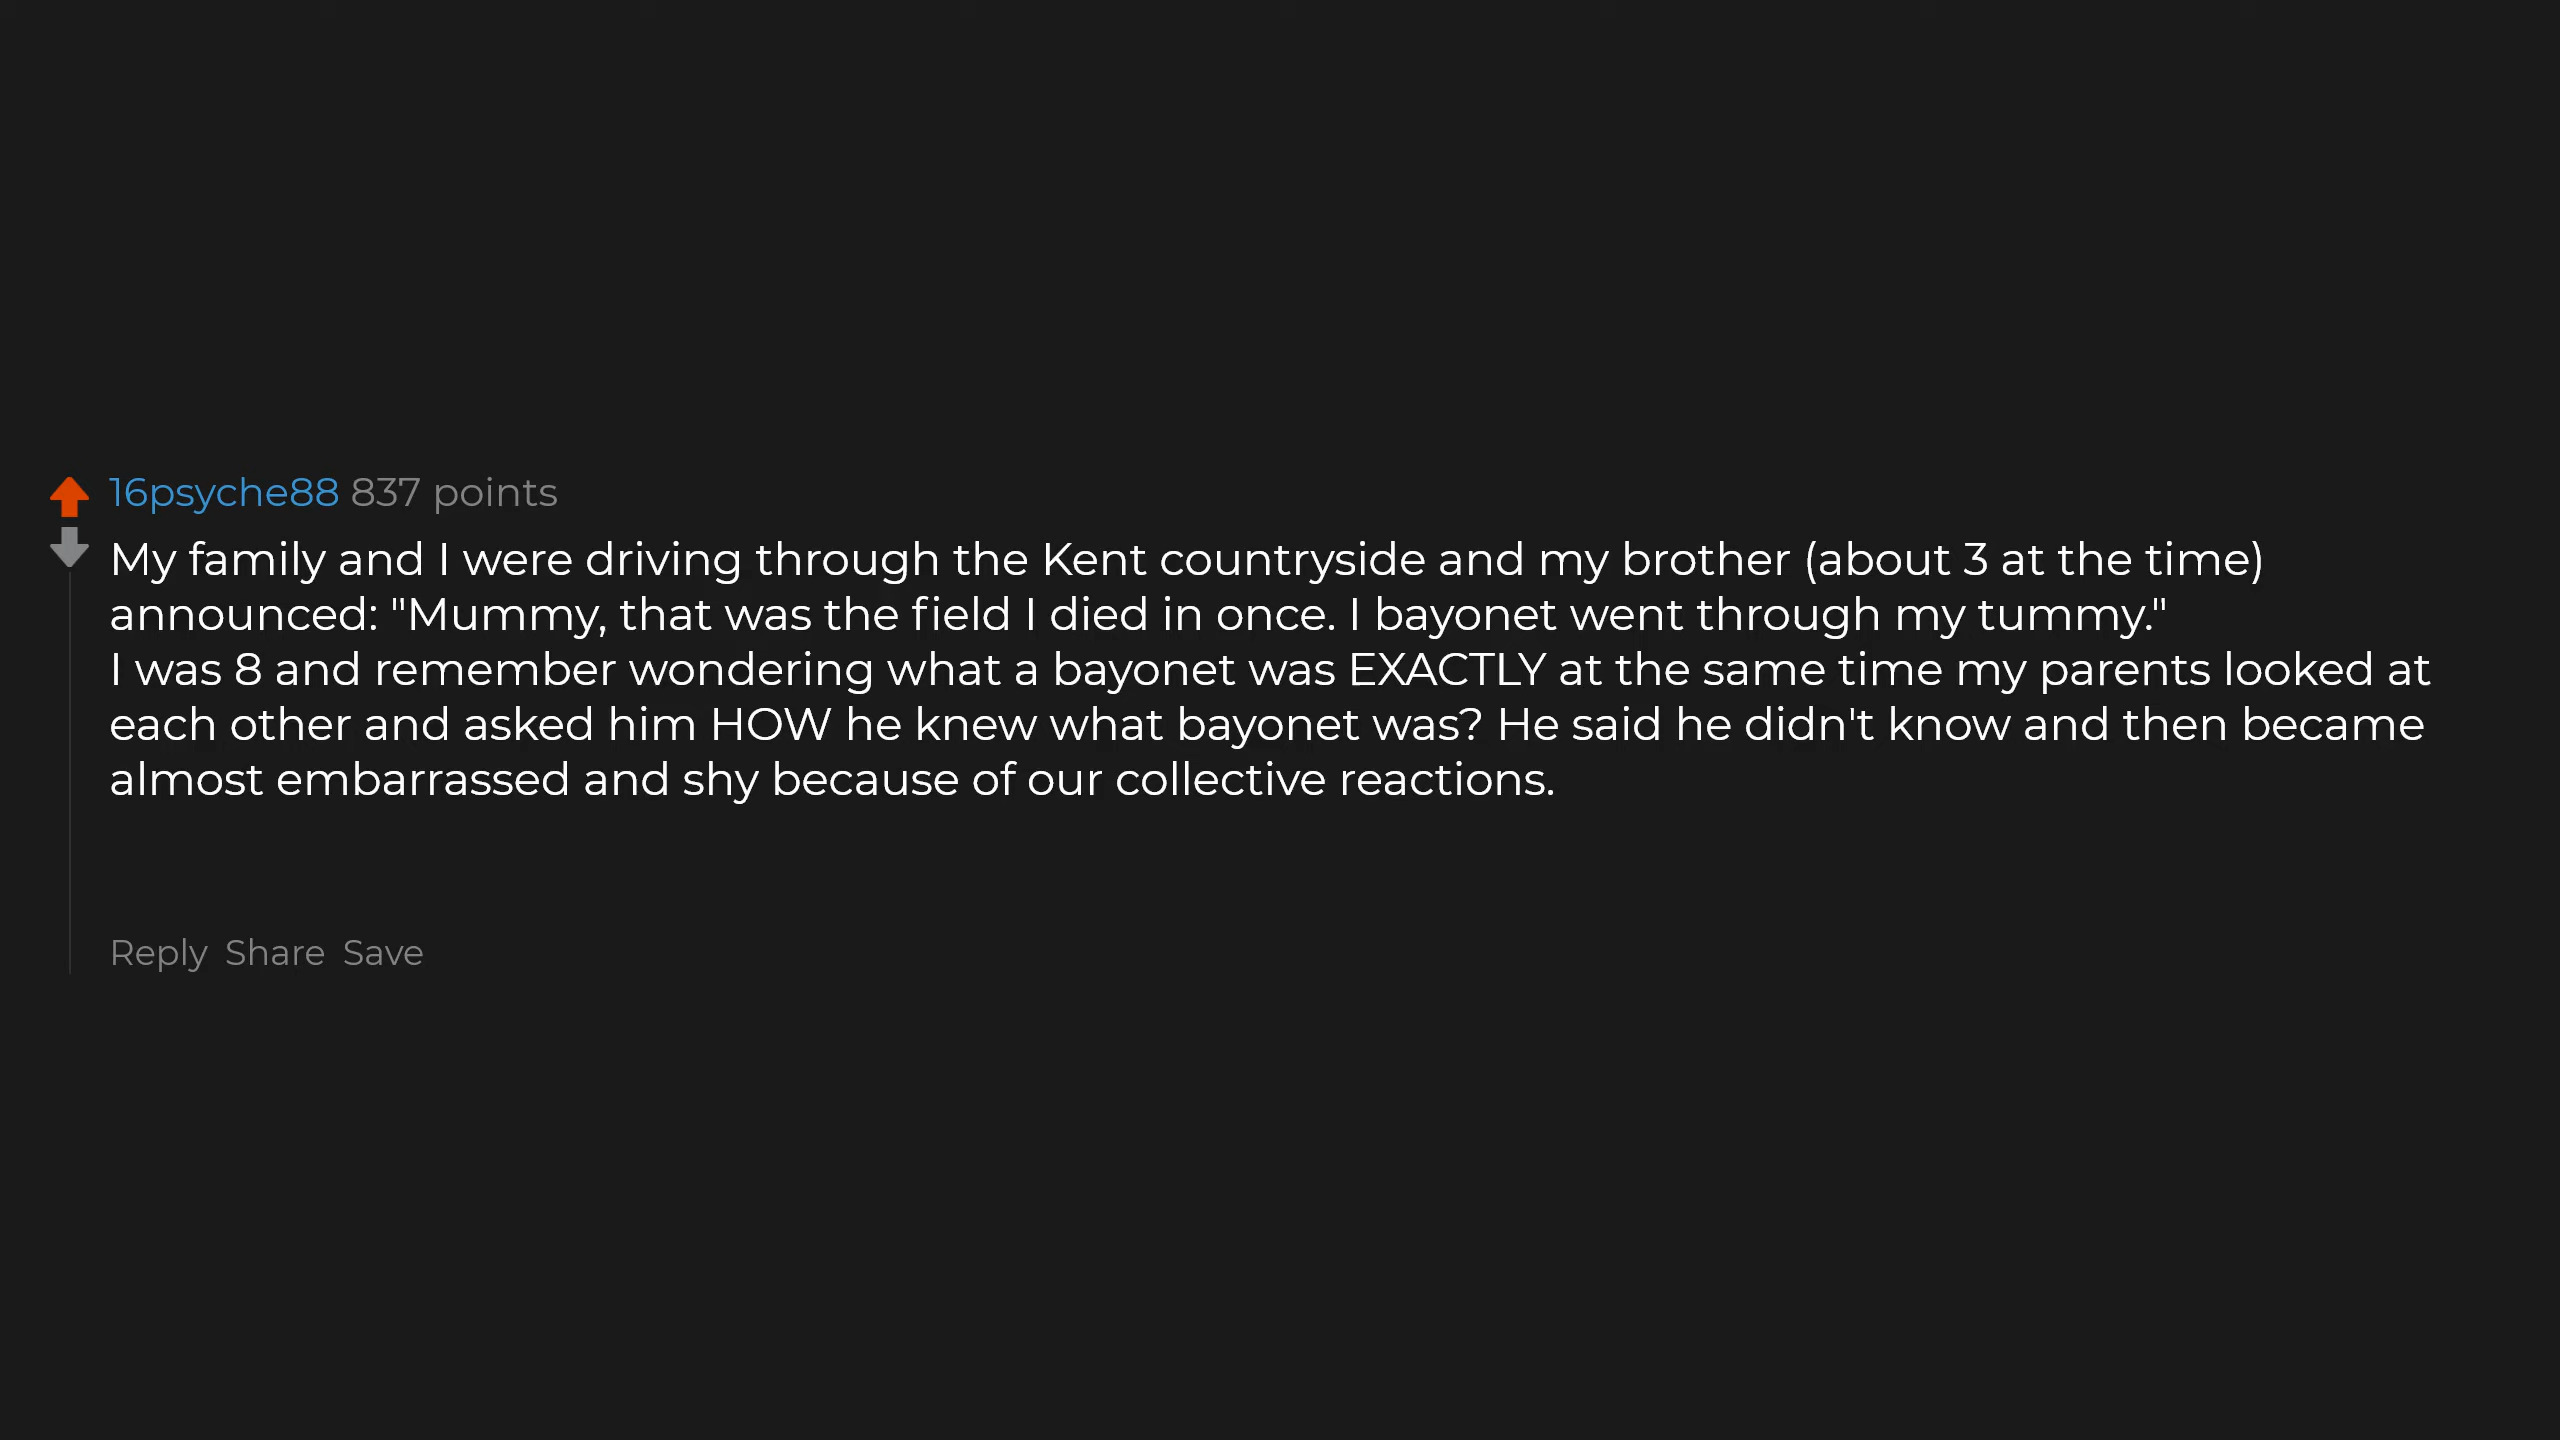 16psyche88 837 points
My family and I were driving through the Kent countryside and my brother (about 3 at the time)
announced: "Mummy, that was the field I died in once. I bayonet went through my tummy."
I was 8 and remember wondering what a bayonet was EXACTLY at the same time my parents looked at
each other and asked him HOW he knew what bayonet was? He said he didn't know and then became
almost embarrassed and shy because of our collective reactions.
Reply Share Save